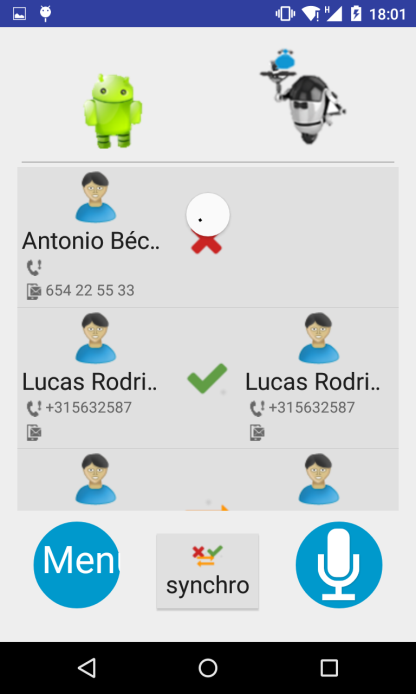 H 18:01
Antonio Béc..
654 22 55 33
Lucas Rodri.. Lucas Rodri..
+315632587 +315632587
Men
synchro